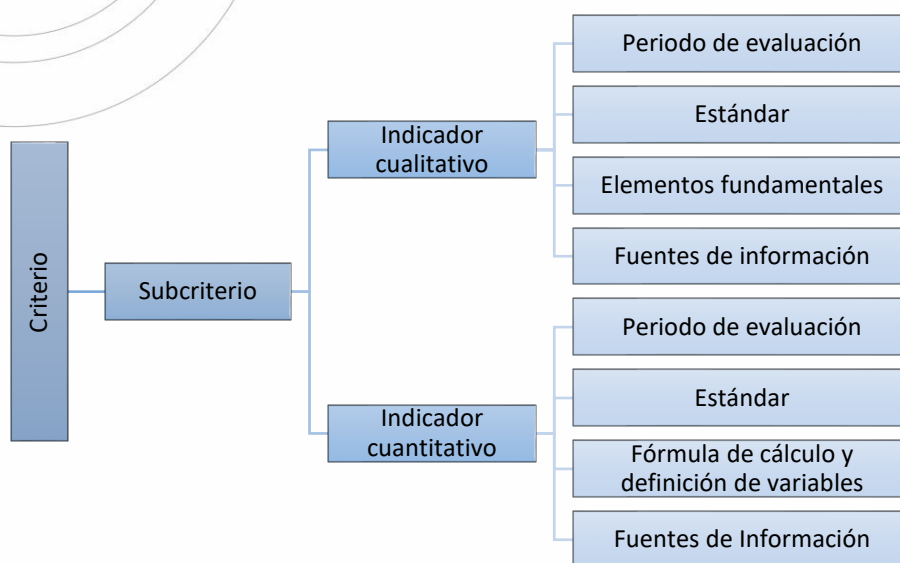 Criterio
Subcriterio
Indicador
cualitativo
Periodo de evaluación
Estándar
Elementos fundamentales
Fuentes de información
Indicador
cuantitativo
Periodo de evaluación
Estándar
Fórmula de cálculo y
definición de variables
Fuentes de Información